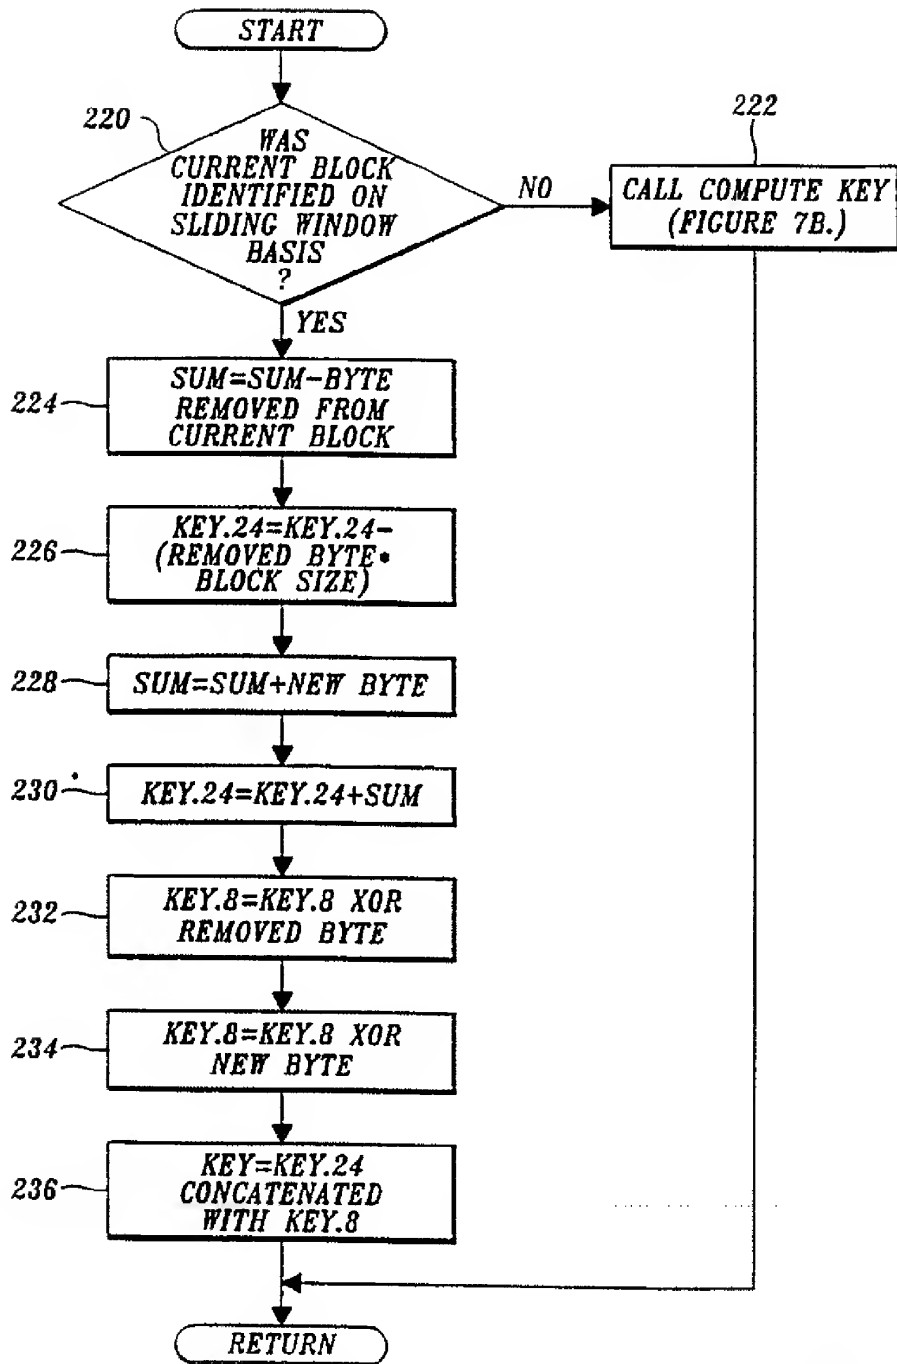 START
220
WAS
CURRENT BLOCK
IDENTIFIED ON
SLIDING WINDOW
BASIS
?
NO
222
CALL COMPUTE KEY
(FIGURE 7B.)
YES
224
SUM=SUM-BYTE
REMOVED FROM
CURRENT BLOCK
226
KEY.24=KEY.24-
(REMOVED BYTE*
BLOCK SIZE)
228
SUM=SUM+NEW BYTE
230
KEY.24=KEY.24+SUM
232
KEY.8=KEY.8 XOR
REMOVED BYTE
234
KEY.8=KEY.8 XOR
NEW BYTE
236
KEY=KEY.24
CONCATENATED
WITH KEY.8
RETURN